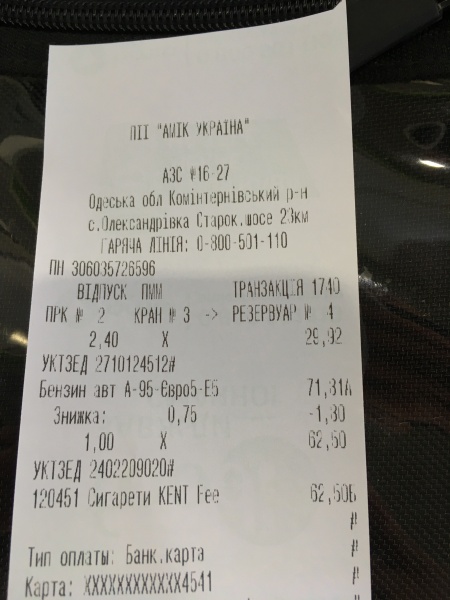 ПІІ "АМІК УКРАЇНА"
АЗС №16-27
Одеська обл Комінтернівський р-н
с.Олександрівка Старок.шосе 23км
ГАРЯЧА ЛІНІЯ: 0-800-501-110
ПН 306035726596
ВІДПУСК ПММ ТРАНЗАКЦІЯ 1740
ПРК № 2 КРАН № 3 -> РЕЗЕРВУАР № 4
2,40 X 29,92
УКТЗЕД 2710124512#
Бензин авт А-95-Євро5-Е5 71,81А
Знижка: 0,75 -1,80
1,00 X 62,50
УКТЗЕД 2402209020#
120451 Сигарети KENT Fee 62,50Б
#
Тип оплаты: Банк.карта #
Карта: XXXXXXXXXXXX4541 #